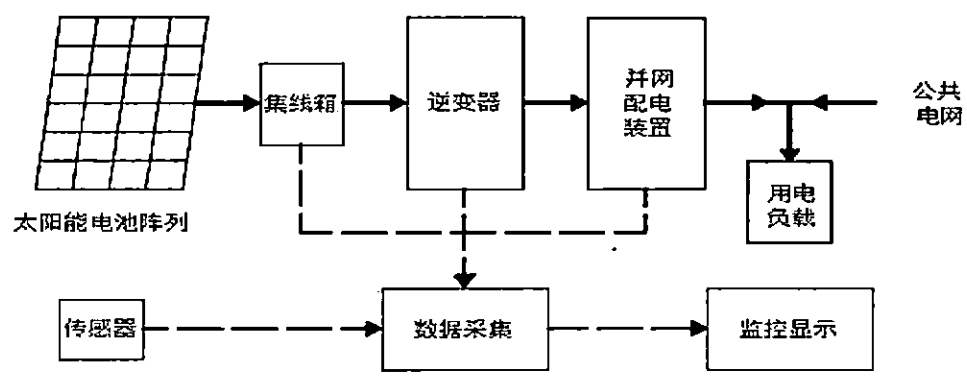 集线箱
逆变器
并网
配电
装置
公共
电网
用电
负载
太阳能电池阵列
传感器
数据采集
监控显示